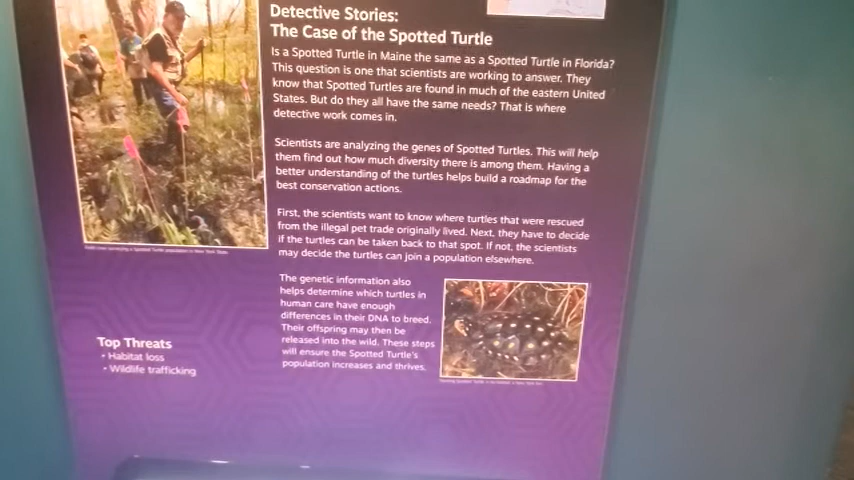 Detective Stories:
The Case of the Spotted Turtle
Is a Spotted Turtle in Maine the same as a Spotted Turtle in Florida?
This question is one that scientists are working to answer. They
know that Spotted Turtles are found in much of the eastern United
States. But do they all have the same needs? That is where
detective work comes in.
Scientists are analyzing the genes of Spotted Turtles. This will help
them find out how much diversity there is among them. Having a
better understanding of the turtles helps build a roadmap for the
best conservation actions.
First, the scientists want to know where turtles that were rescued
from the illegal pet trade originally lived. Next, they have to decide
if the turtles can be taken back to that spot. If not, the scientists
may decide the turtles can join a population elsewhere.
The genetic information also
helps determine which turtles in
human care have enough
differences in their DNA to breed.
Their offspring may then be
released into the wild. These steps
will ensure the Spotted Turtle's
population increases and thrives.
Top Threats
• Habitat loss
• Wildlife trafficking